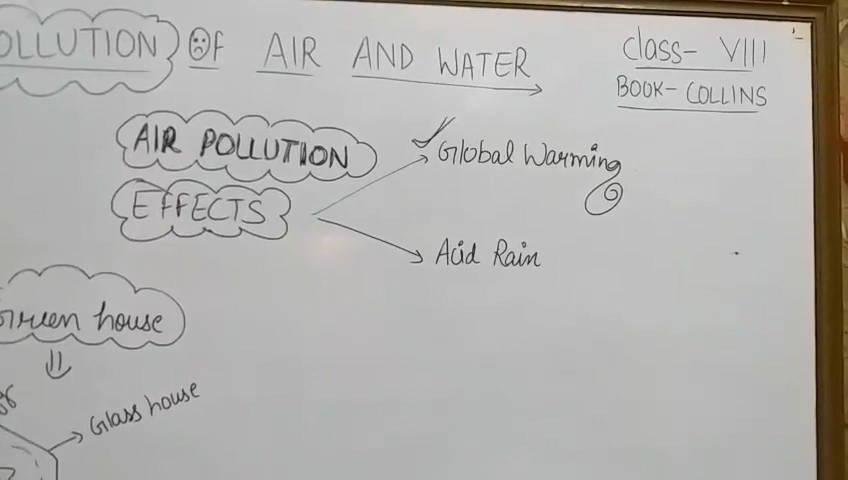 OLLUTION OF AIR AND WATER
Class- VIII
BOOK- COLLINS
AIR POLLUTION
EFFECTS
Global Warming
Acid Rain
Green house
Glass house